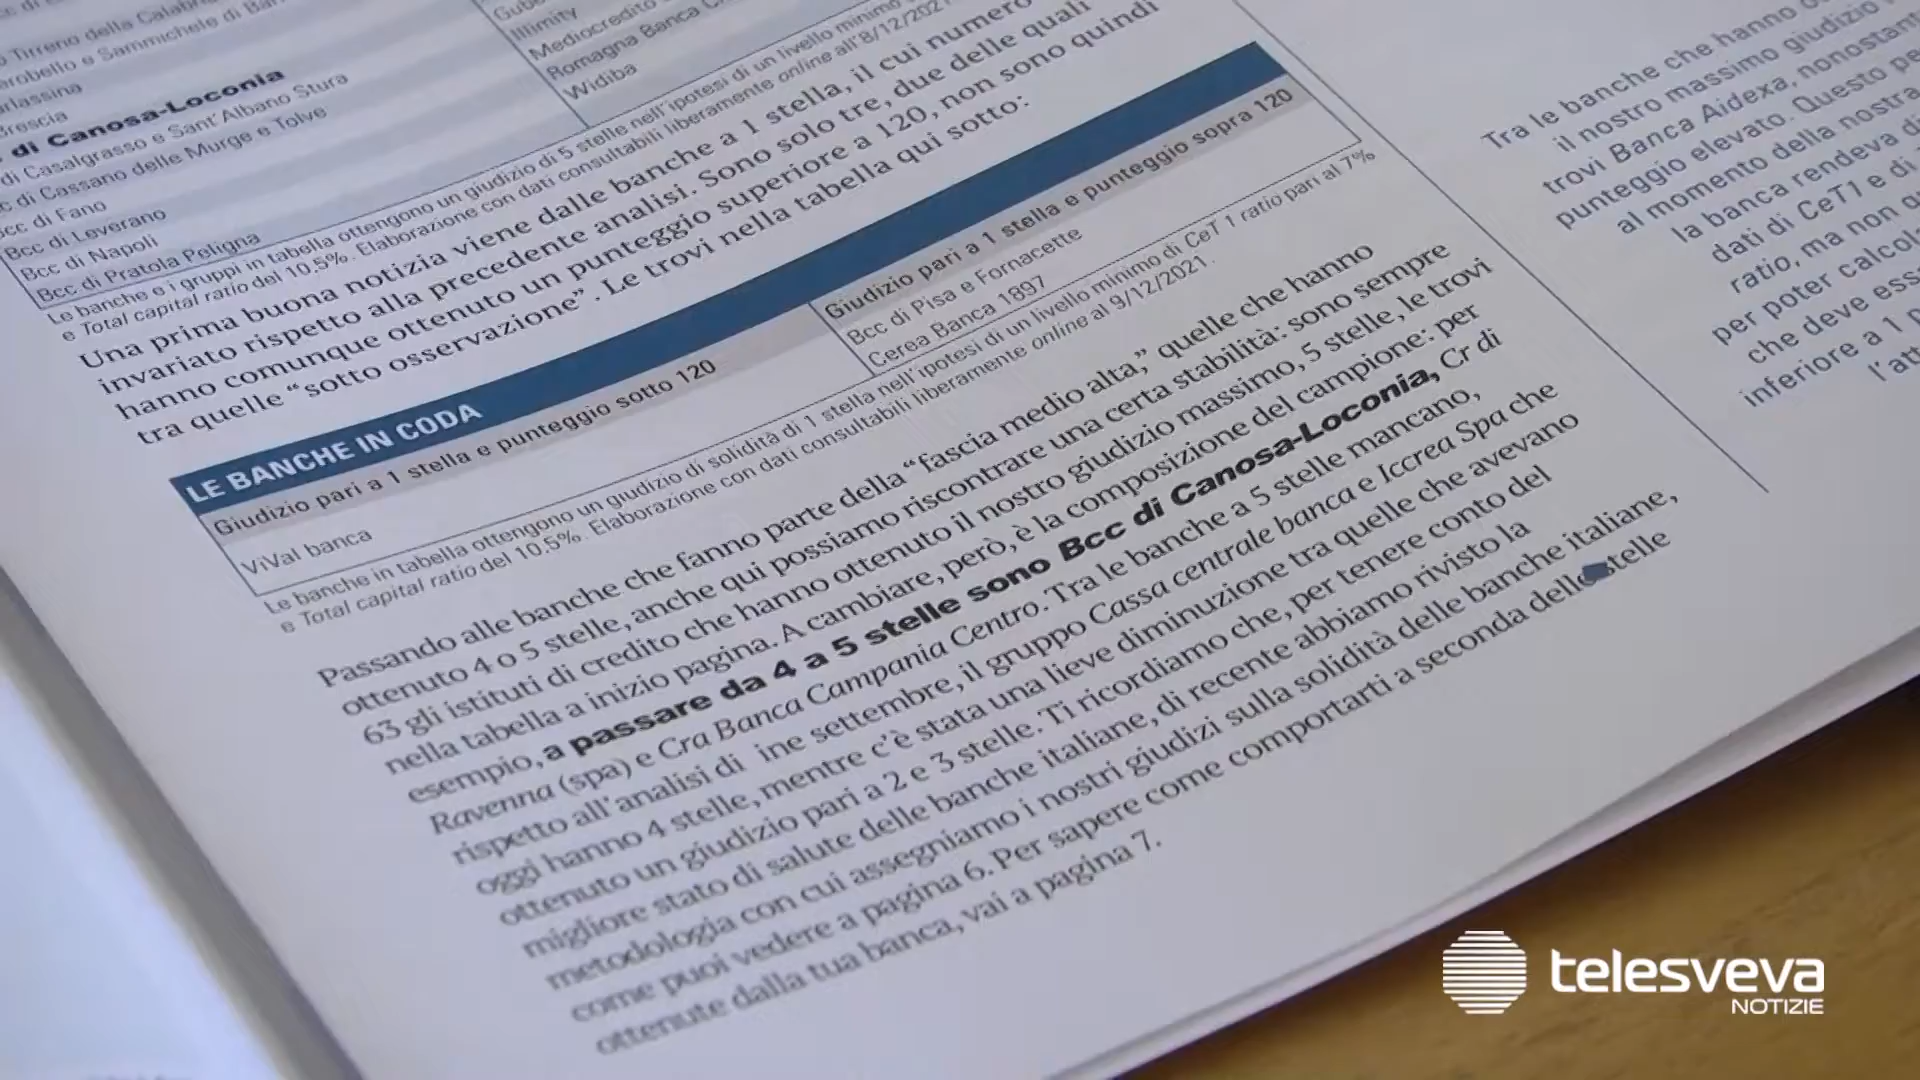 Tirreno della Calabria
arobello e Sammichele di Bari
arlassina
Brescia
di Canosa-Loconia
di Casalgrasso e Sant'Albano Stura
cc di Cassano delle Murge e Tolve
Bcc di Fano
Bcc di Leverano
Bcc di Napoli
Bcc di Pratola Peligna
Illimity
Mediocredito
Romagna Banca
Widiba
Le banche e i gruppi in tabella ottengono un giudizio di 5 stelle nell'ipotesi di un livello minimo
e Total capital ratio del 10.5%. Elaborazione con dati consultabili liberamente online all'8/12/2021
Una prima buona notizia viene dalle banche a 1 stella, il cui numero
invariato rispetto alla precedente analisi. Sono solo tre, due delle quali
hanno comunque ottenuto un punteggio superiore a 120, non sono quindi
tra quelle "sotto osservazione". Le trovi nella tabella qui sotto:
LE BANCHE IN CODA
Giudizio pari a 1 stella e punteggio sotto 120
Giudizio pari a 1 stella e punteggio sopra 120
ViVal banca
Bcc di Pisa e Fornacette
Cerea Banca 1897
Le banche in tabella ottengono un giudizio di solidità di 1 stella nell'ipotesi di un livello minimo di CeT 1 ratio pari al 7%
e Total capital ratio del 10.5%. Elaborazione con dati consultabili liberamente online al 9/12/2021.
Passando alle banche che fanno parte della "fascia medio alta," quelle che hanno
ottenuto 4 o 5 stelle, anche qui possiamo riscontrare una certa stabilità: sono sempre
63 gli istituti di credito che hanno ottenuto il nostro giudizio massimo, 5 stelle, le trovi
nella tabella a inizio pagina. A cambiare, però, è la composizione del campione: per
esempio, a passare da 4 a 5 stelle sono Bcc di Canosa-Loconia, Cr di
Ravenna (spa) e Cra Banca Campania Centro. Tra le banche a 5 stelle mancano,
rispetto all'analisi di ine settembre, il gruppo Cassa centrale banca e Iccrea Spa che
oggi hanno 4 stelle, mentre c'è stata una lieve diminuzione tra quelle che avevano
ottenuto un giudizio pari a 2 e 3 stelle. Ti ricordiamo che, per tenere conto del
migliore stato di salute delle banche italiane, di recente abbiamo rivisto la
metodologia con cui assegniamo i nostri giudizi sulla solidità delle banche italiane,
come puoi vedere a pagina 6. Per sapere come comportarti a seconda delle stelle
ottenute dalla tua banca, vai a pagina 7.
Tra le banche che hanno
il nostro massimo giudizio
trovi Banca Aidexa, nonostante
punteggio elevato. Questo
al momento della nostra
la banca rendeva
dati di CeT1 e di
ratio, ma non
per poter
che deve
inferiore a 1
telesveva
NOTIZIE